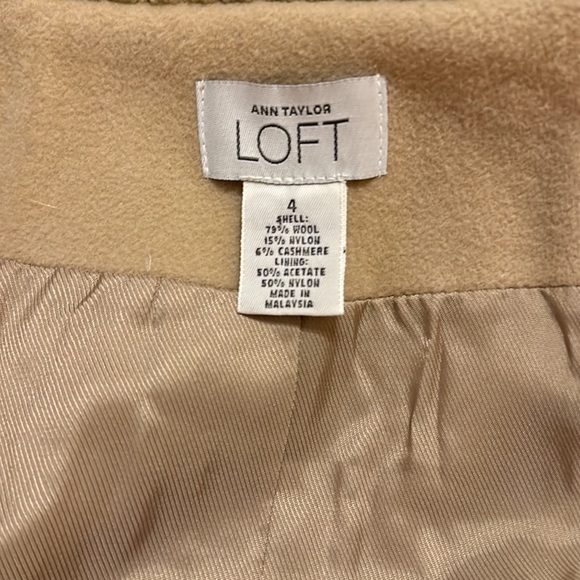 ANN TAYLOR
LOFT
4
SHELL:
79% WOOL
15% NYLON
6% CASHMERE
LINING:
50% ACETATE
50% NYLON
MADE IN
MALAYSIA